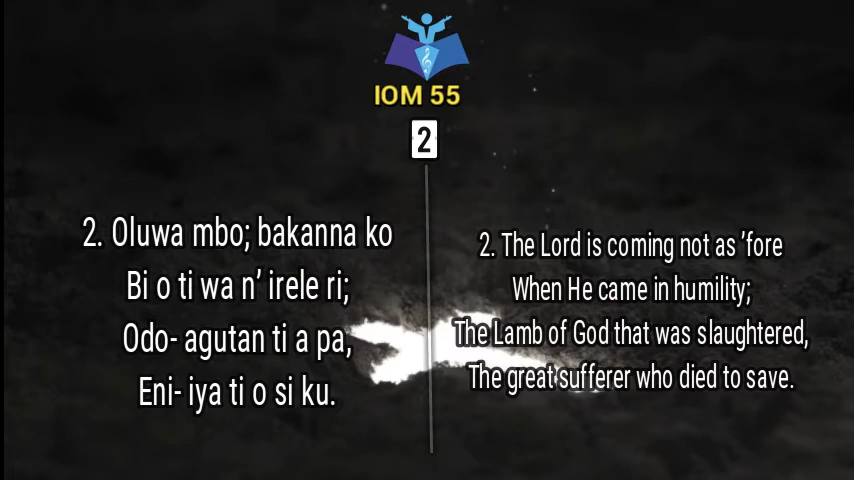 IOM 55
2
2. Oluwa mbo; bakanna ko
Bi o ti wa n’ irele ri;
Odo- agutan ti a pa,
Eni- iya ti o si ku.
2. The Lord is coming not as ’fore
When He came in humility;
The Lamb of God that was slaughtered,
The great sufferer who died to save.